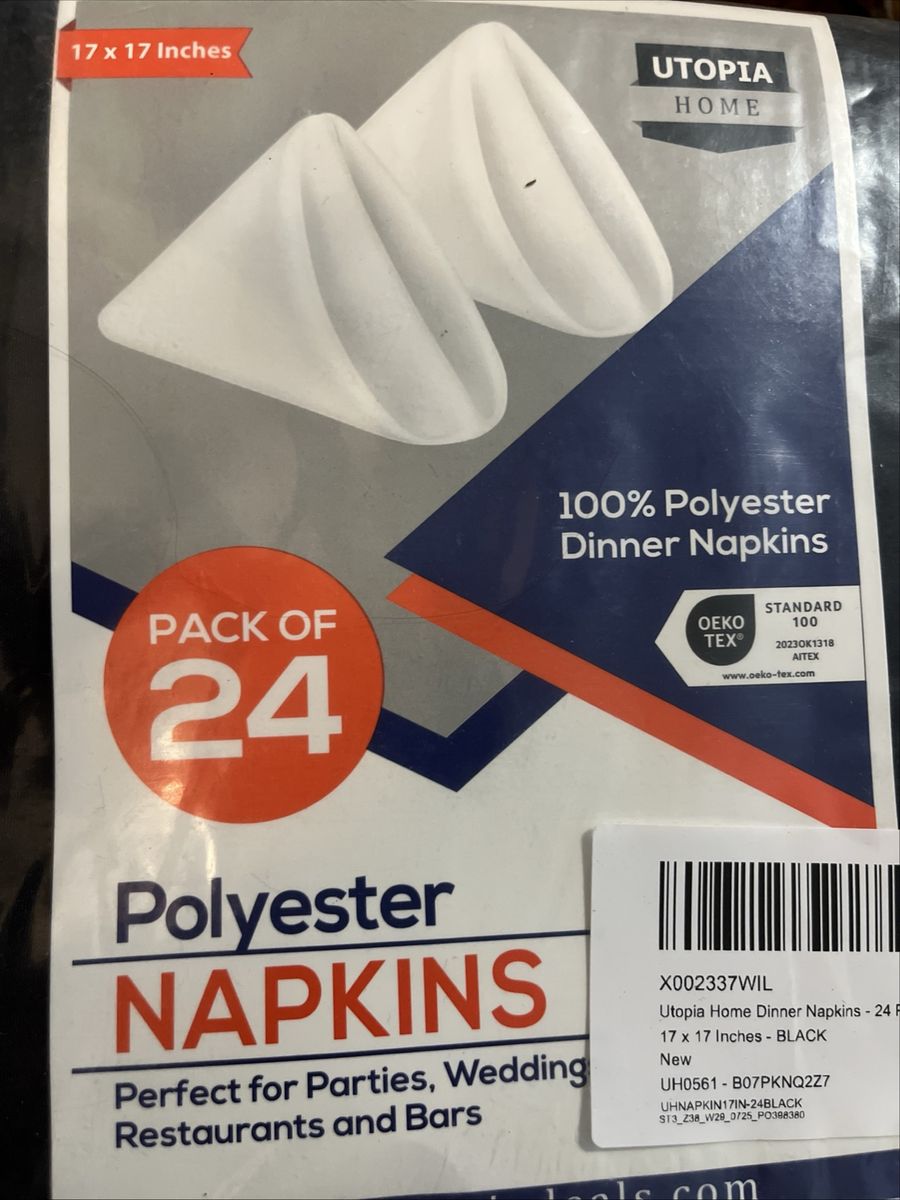 17 x 17 Inches
UTOPIA
HOME
100% Polyester
Dinner Napkins
OEKO
TEX®
STANDARD
100
2023OK1318
AITEX
www.oeko-tex.com
PACK OF
24
Polyester
NAPKINS
Perfect for Parties, Wedding
Restaurants and Bars
X002337WIL
Utopia Home Dinner Napkins - 24 P
17 x 17 Inches - BLACK
New
UH0561 - B07PKNQ2Z7
UHNAPKIN17IN-24BLACK
ST3_Z38_W29_0725_PO398380
deals.com